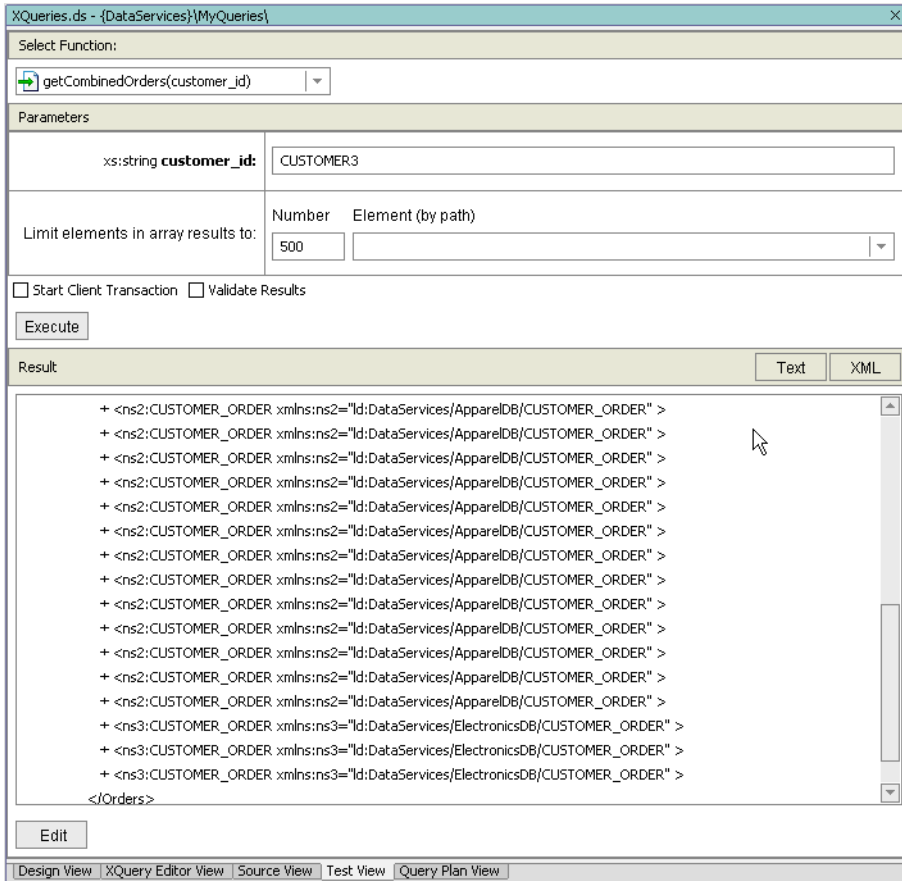 XQueries.ds - {DataServices}\MyQueries\
Select Function:
getCombinedOrders(customer_id)
Parameters
xs:string customer_id: CUSTOMER3
Number Element (by path)
Limit elements in array results to: 500
Start Client Transaction Validate Results
Execute
Result Text XML
+ <ns2:CUSTOMER_ORDER xmlns:ns2="ld:DataServices/ApparelDB/CUSTOMER_ORDER" >
+ <ns2:CUSTOMER_ORDER xmlns:ns2="ld:DataServices/ApparelDB/CUSTOMER_ORDER" >
+ <ns2:CUSTOMER_ORDER xmlns:ns2="ld:DataServices/ApparelDB/CUSTOMER_ORDER" >
+ <ns2:CUSTOMER_ORDER xmlns:ns2="ld:DataServices/ApparelDB/CUSTOMER_ORDER" >
+ <ns2:CUSTOMER_ORDER xmlns:ns2="ld:DataServices/ApparelDB/CUSTOMER_ORDER" >
+ <ns2:CUSTOMER_ORDER xmlns:ns2="ld:DataServices/ApparelDB/CUSTOMER_ORDER" >
+ <ns2:CUSTOMER_ORDER xmlns:ns2="ld:DataServices/ApparelDB/CUSTOMER_ORDER" >
+ <ns2:CUSTOMER_ORDER xmlns:ns2="ld:DataServices/ApparelDB/CUSTOMER_ORDER" >
+ <ns2:CUSTOMER_ORDER xmlns:ns2="ld:DataServices/ApparelDB/CUSTOMER_ORDER" >
+ <ns2:CUSTOMER_ORDER xmlns:ns2="ld:DataServices/ApparelDB/CUSTOMER_ORDER" >
+ <ns2:CUSTOMER_ORDER xmlns:ns2="ld:DataServices/ApparelDB/CUSTOMER_ORDER" >
+ <ns2:CUSTOMER_ORDER xmlns:ns2="ld:DataServices/ApparelDB/CUSTOMER_ORDER" >
+ <ns2:CUSTOMER_ORDER xmlns:ns2="ld:DataServices/ApparelDB/CUSTOMER_ORDER" >
+ <ns3:CUSTOMER_ORDER xmlns:ns3="ld:DataServices/ElectronicsDB/CUSTOMER_ORDER" >
+ <ns3:CUSTOMER_ORDER xmlns:ns3="ld:DataServices/ElectronicsDB/CUSTOMER_ORDER" >
+ <ns3:CUSTOMER_ORDER xmlns:ns3="ld:DataServices/ElectronicsDB/CUSTOMER_ORDER" >
</Orders>
Edit
Design View XQuery Editor View Source View Test View Query Plan View